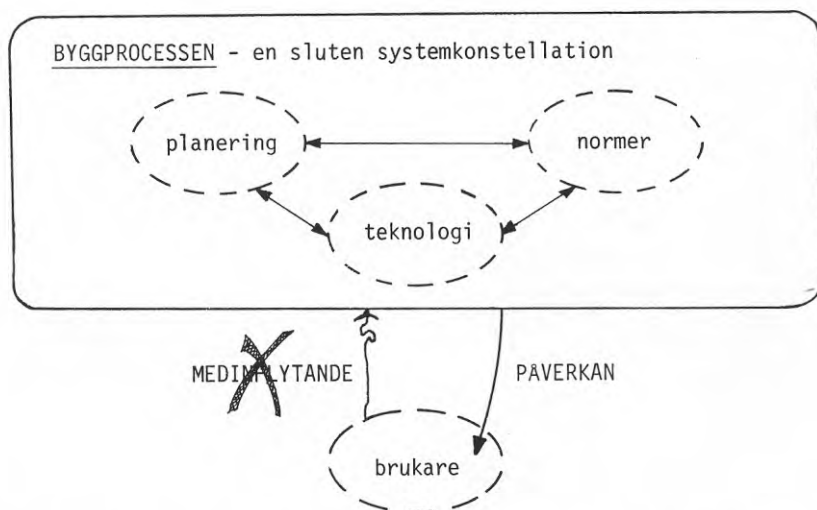 BYGGPROCESSEN - en sluten systemkonstellation
planering
normer
teknologi
MEDINFLYTANDE
PÅVERKAN
brukare